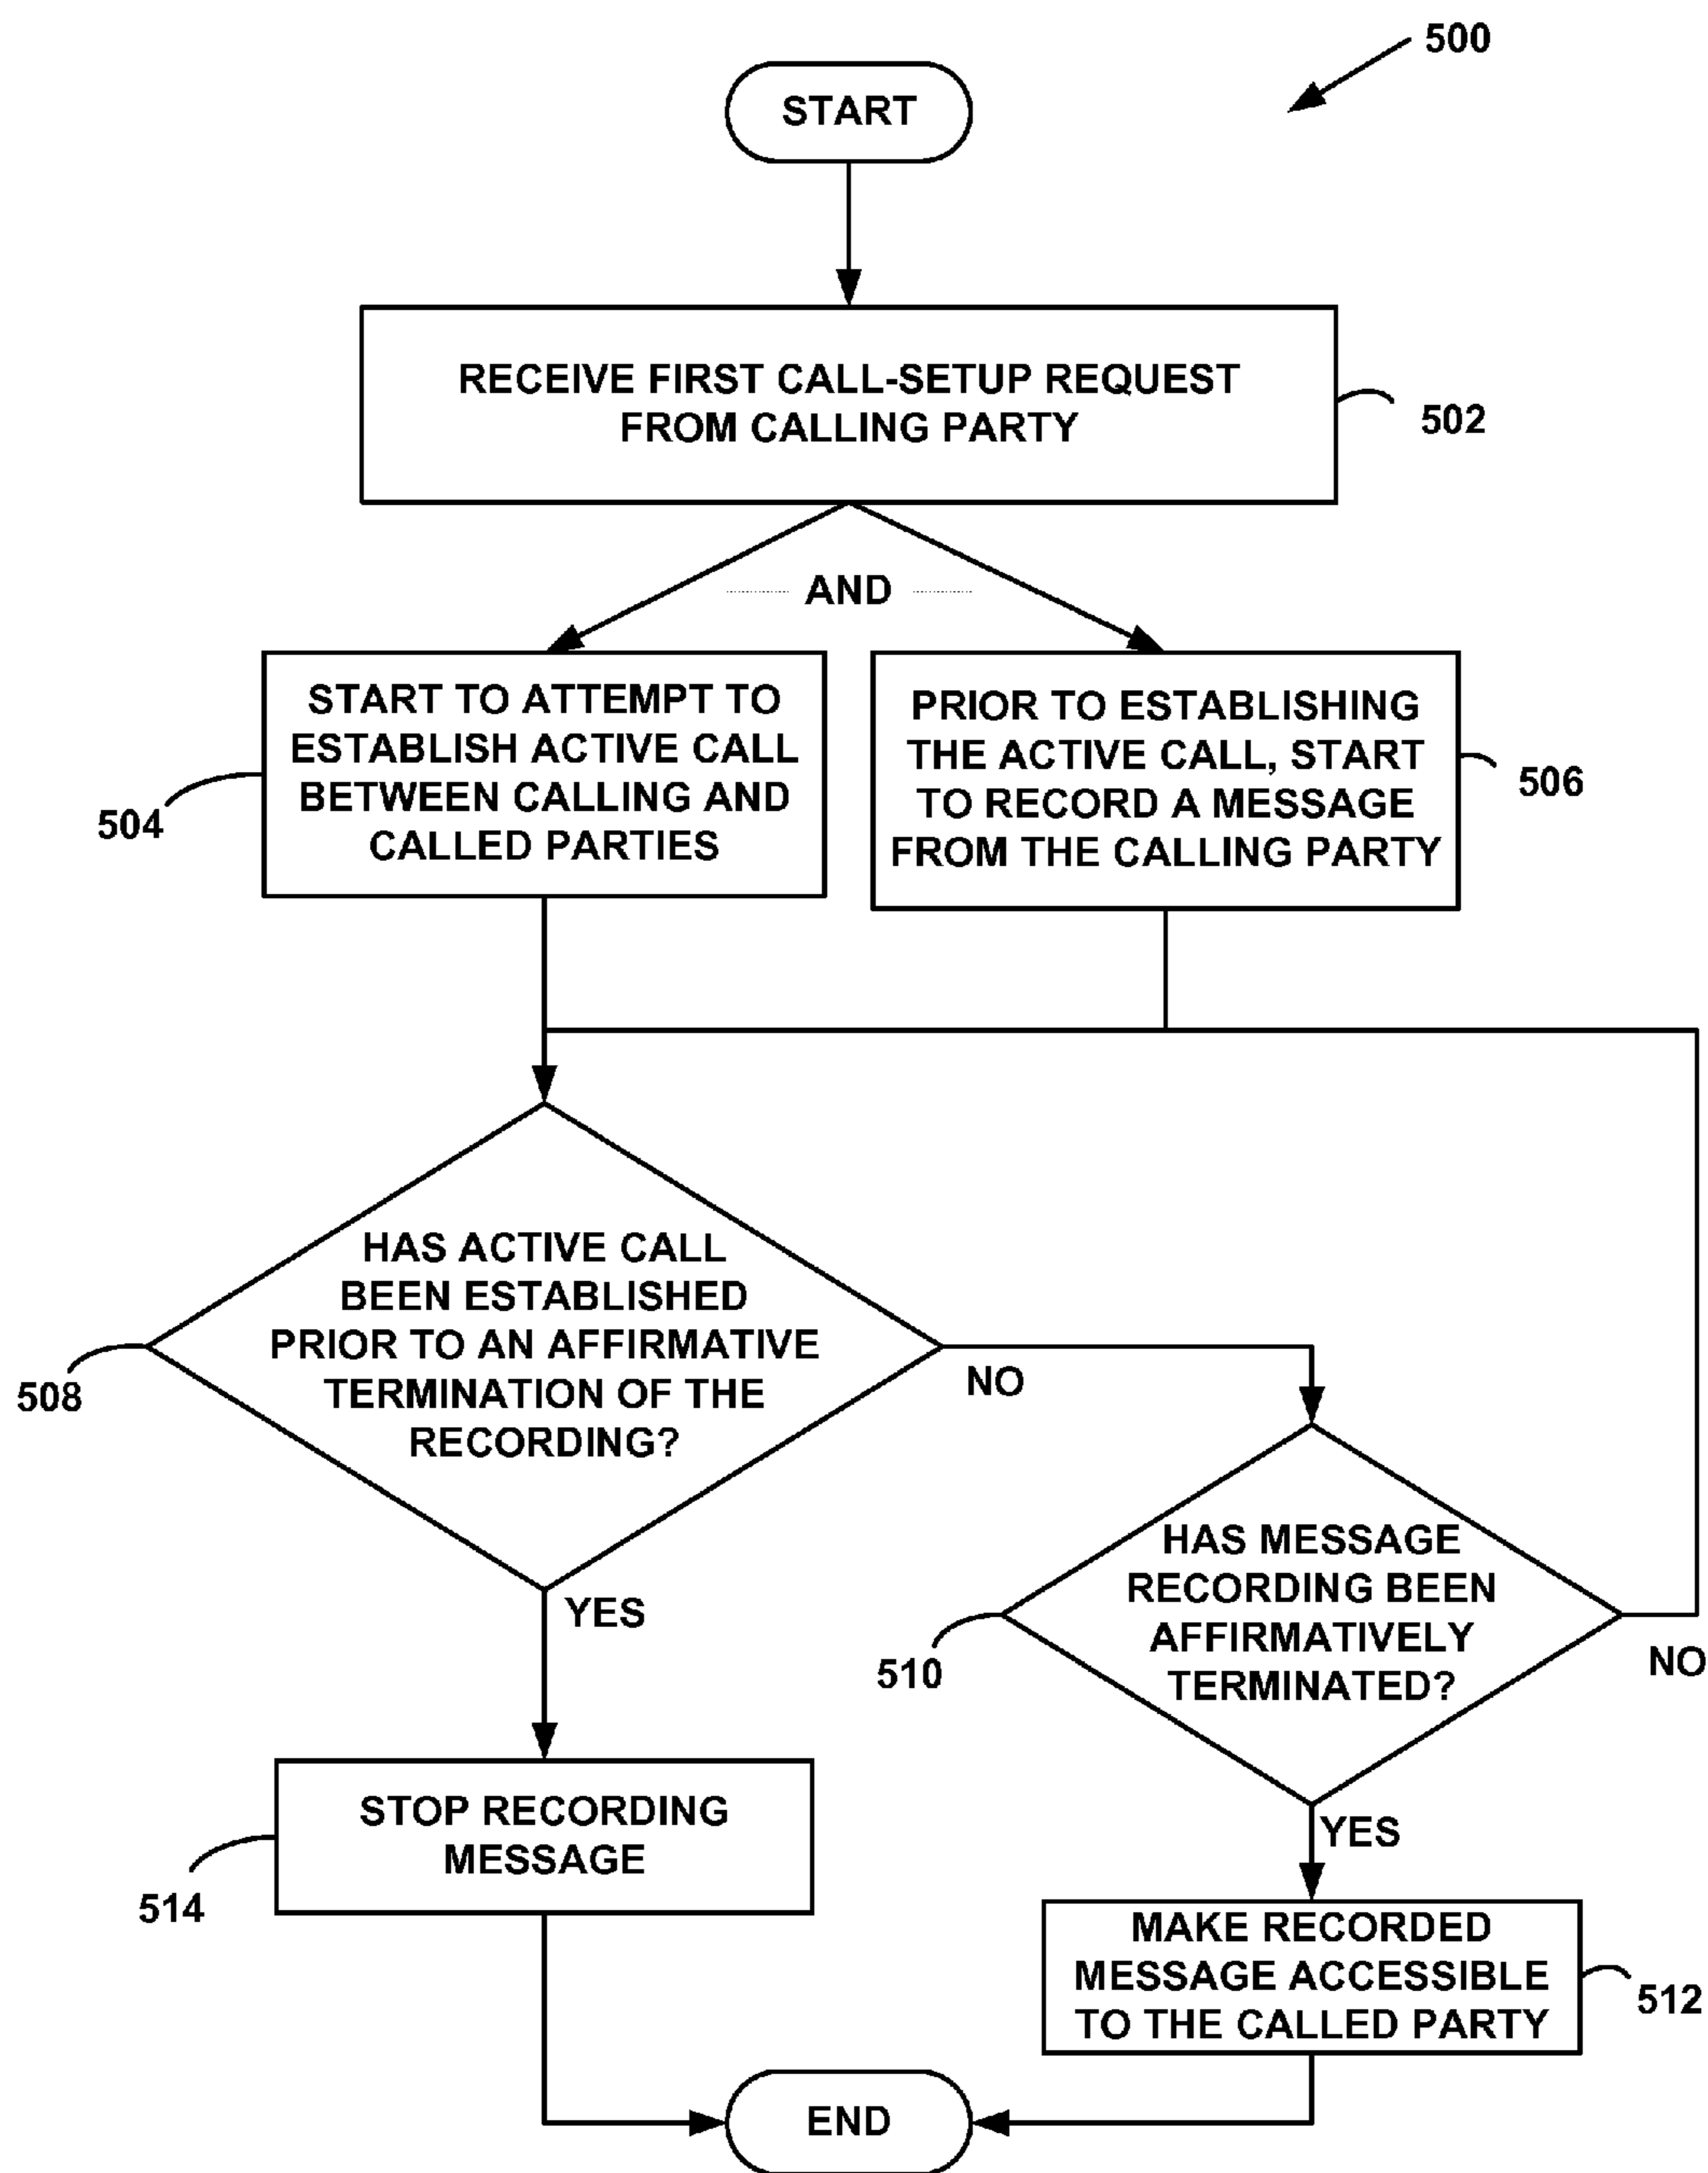 500
START
RECEIVE FIRST CALL-SETUP REQUEST
FROM CALLING PARTY
502
AND
START TO ATTEMPT TO
ESTABLISH ACTIVE CALL
BETWEEN CALLING AND
CALLED PARTIES
504
PRIOR TO ESTABLISHING
THE ACTIVE CALL, START
TO RECORD A MESSAGE
FROM THE CALLING PARTY
506
HAS ACTIVE CALL
BEEN ESTABLISHED
PRIOR TO AN AFFIRMATIVE
TERMINATION OF THE
RECORDING?
508
NO
YES
HAS MESSAGE
RECORDING BEEN
AFFIRMATIVELY
TERMINATED?
510
NO
YES
STOP RECORDING
MESSAGE
514
MAKE RECORDED
MESSAGE ACCESSIBLE
TO THE CALLED PARTY
512
END